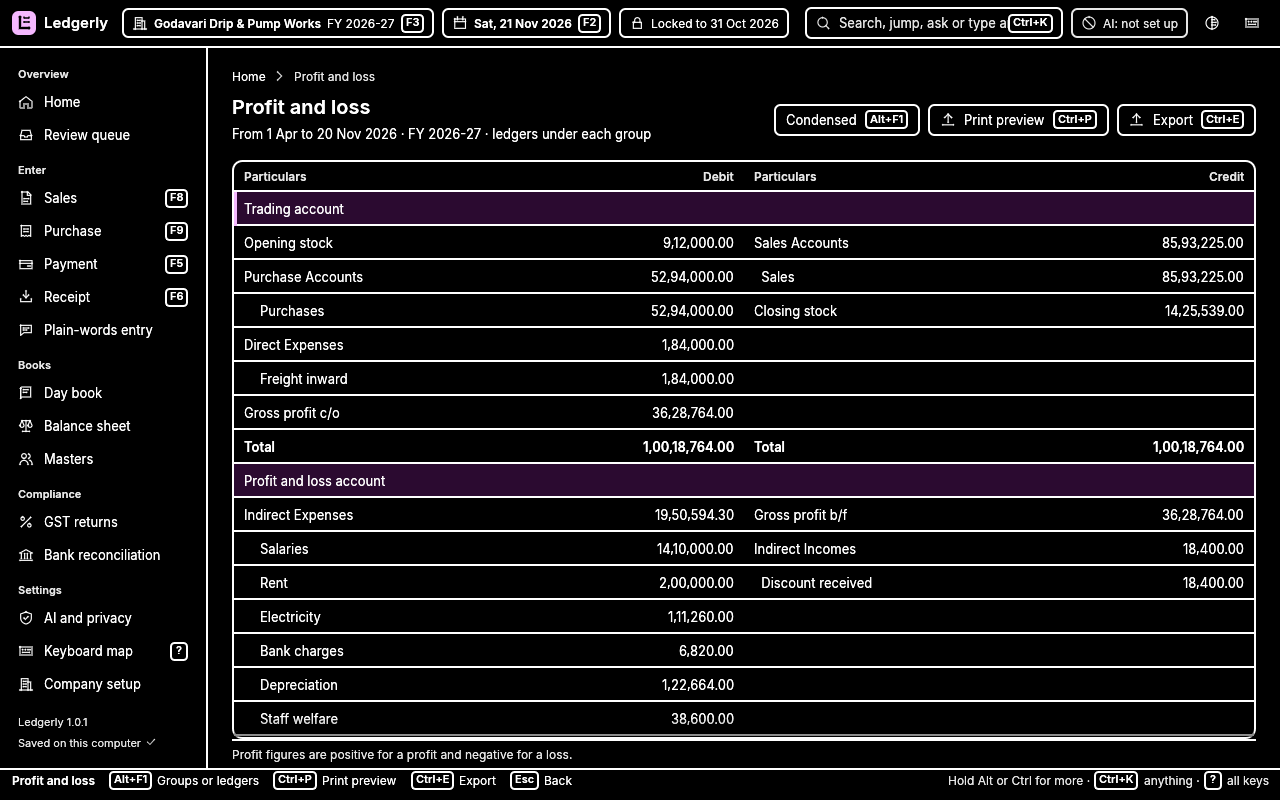 Ledgerly
Godavari Drip & Pump Works FY 2026-27 F3
Sat, 21 Nov 2026 F2
Locked to 31 Oct 2026
Search, jump, ask or type a Ctrl+K
AI: not set up
Overview
Home
Review queue
Enter
Sales F8
Purchase F9
Payment F5
Receipt F6
Plain-words entry
Books
Day book
Balance sheet
Masters
Compliance
GST returns
Bank reconciliation
Settings
AI and privacy
Keyboard map ?
Company setup
Ledgerly 1.0.1
Saved on this computer
Home Profit and loss
Profit and loss
From 1 Apr to 20 Nov 2026 · FY 2026-27 · ledgers under each group
Condensed Alt+F1
Print preview Ctrl+P
Export Ctrl+E
Particulars Debit Particulars Credit
Trading account
Opening stock 9,12,000.00 Sales Accounts 85,93,225.00
Purchase Accounts 52,94,000.00 Sales 85,93,225.00
Purchases 52,94,000.00 Closing stock 14,25,539.00
Direct Expenses 1,84,000.00
Freight inward 1,84,000.00
Gross profit c/o 36,28,764.00
Total 1,00,18,764.00 Total 1,00,18,764.00
Profit and loss account
Indirect Expenses 19,50,594.30 Gross profit b/f 36,28,764.00
Salaries 14,10,000.00 Indirect Incomes 18,400.00
Rent 2,00,000.00 Discount received 18,400.00
Electricity 1,11,260.00
Bank charges 6,820.00
Depreciation 1,22,664.00
Staff welfare 38,600.00
Profit figures are positive for a profit and negative for a loss.
Profit and loss Alt+F1 Groups or ledgers Ctrl+P Print preview Ctrl+E Export Esc Back
Hold Alt or Ctrl for more · Ctrl+K anything · ? all keys